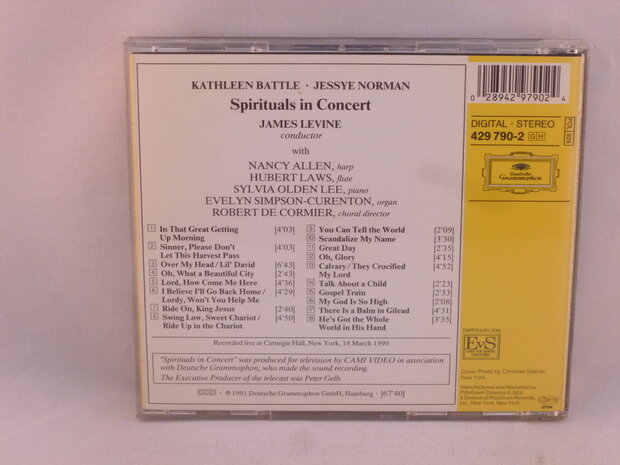 KATHLEEN BATTLE · JESSYE NORMAN
Spirituals in Concert
JAMES LEVINE
conductor
with
NANCY ALLEN, harp
HUBERT LAWS, flute
SYLVIA OLDEN LEE, piano
EVELYN SIMPSON-CURENTON, organ
ROBERT DE CORMIER, choral director
1 In That Great Getting Up Morning [4'03]
2 Sinner, Please Don't Let This Harvest Pass [4'03]
3 Over My Head / Lil' David [6'43]
4 Oh, What a Beautiful City [2'43]
5 Lord, How Come Me Here [4'36]
6 I Believe I'll Go Back Home / [4'29]
Lordy, Won't You Help Me
7 Ride On, King Jesus [2'40]
8 Swing Low, Sweet Chariot / [4'50]
Ride Up in the Chariot
9 You Can Tell the World [2'09]
10 Scandalize My Name [3'30]
11 Great Day [2'35]
12 Oh, Glory [4'15]
13 Calvary / They Crucified [4'52]
My Lord
14 Talk About a Child [2'23]
15 Gospel Train [2'33]
16 My God Is So High [2'08]
17 There Is a Balm in Gilead [4'31]
18 He's Got the Whole [3'35]
World in His Hand
Recorded live at Carnegie Hall, New York, 18 March 1990
"Spirituals in Concert" was produced for television by CAMI VIDEO in association
with Deutsche Grammophon, who made the sound recording.
The Executive Producer of the telecast was Peter Gelb.
DDD · ℗ 1991 Deutsche Grammophon GmbH, Hamburg · [67'40]
0 28942 97902 4
DIGITAL · STEREO
429 790-2 GH
POL 925
Deutsche
Grammophon
EMPFOHLEN VOM
EMS
Cover Photo by Christian Steiner,
New York
Manufactured and Marketed by
PolyGram Classics & Jazz,
a Division of PolyGram Records,
Inc., New York, New York